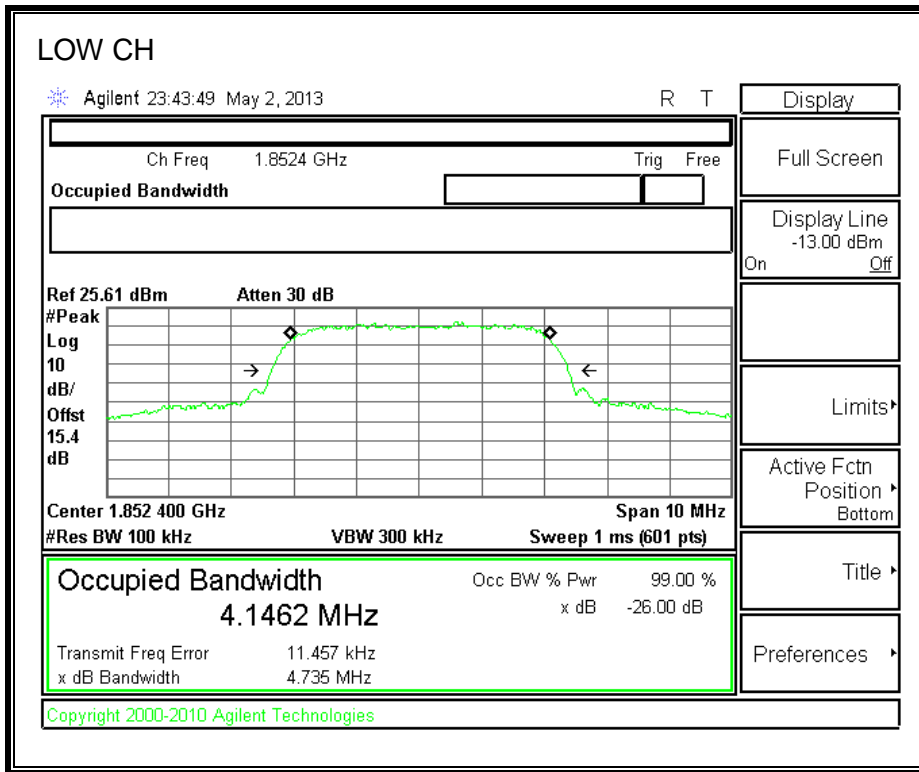 LOW CH
Agilent 23:43:49 May 2, 2013 R T
Display
Ch Freq 1.8524 GHz Trig Free
Occupied Bandwidth
Full Screen
Display Line
-13.00 dBm
On Off
Ref 25.61 dBm Atten 30 dB
#Peak
Log
10
dB/
Offst
15.4
dB
Center 1.852 400 GHz Span 10 MHz
#Res BW 100 kHz VBW 300 kHz Sweep 1 ms (601 pts)
Limits
Active Fctn
Position
Bottom
Title
Preferences
Occupied Bandwidth
4.1462 MHz
Occ BW % Pwr 99.00 %
x dB -26.00 dB
Transmit Freq Error 11.457 kHz
x dB Bandwidth 4.735 MHz
Copyright 2000-2010 Agilent Technologies